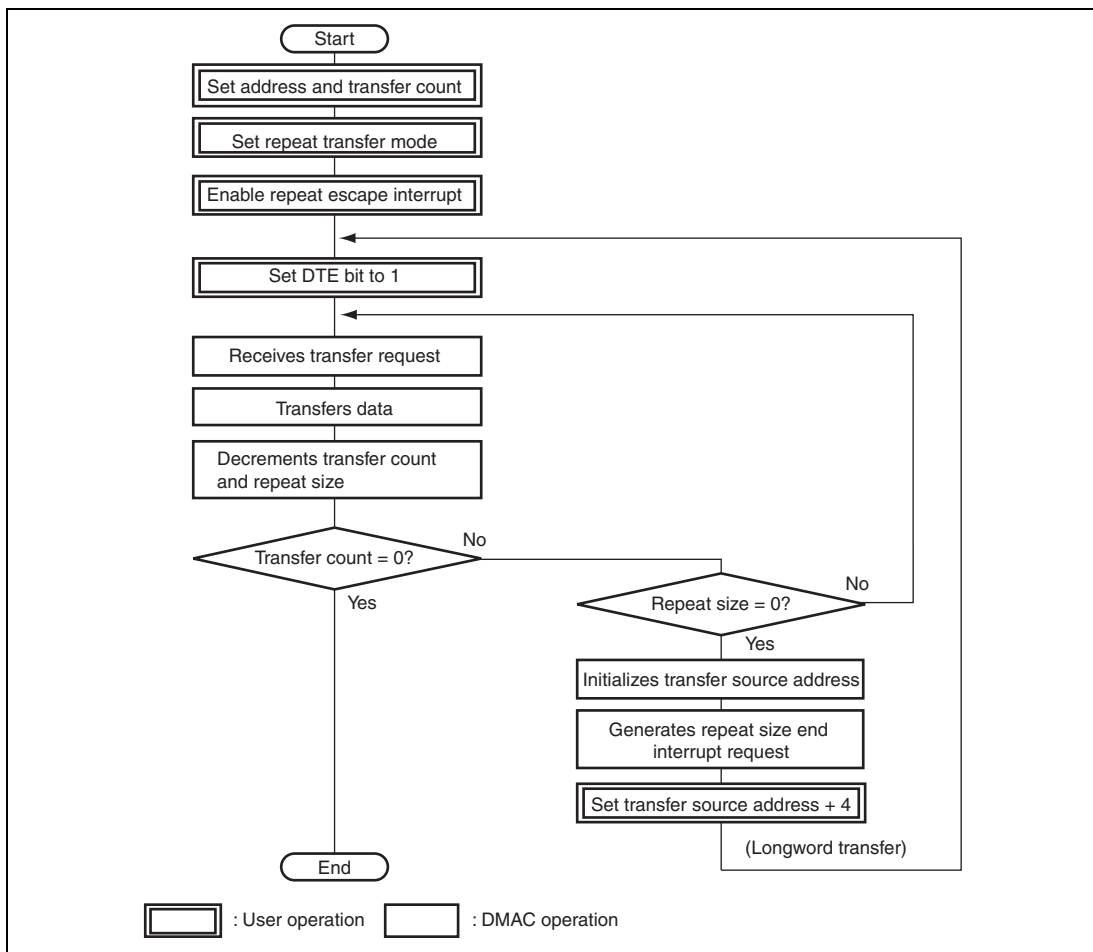 Start
Set address and transfer count
Set repeat transfer mode
Enable repeat escape interrupt
Set DTE bit to 1
Receives transfer request
Transfers data
Decrements transfer count
and repeat size
Transfer count = 0?
No
Yes
Repeat size = 0?
No
Yes
Initializes transfer source address
Generates repeat size end
interrupt request
Set transfer source address + 4
(Longword transfer)
End
: User operation
: DMAC operation